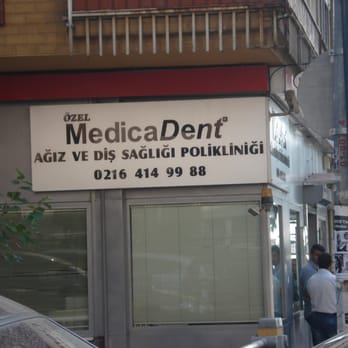 ÖZEL
MedicaDent
AĞIZ VE DİŞ SAĞLIĞI POLİKLİNİĞİ
0216 414 99 88